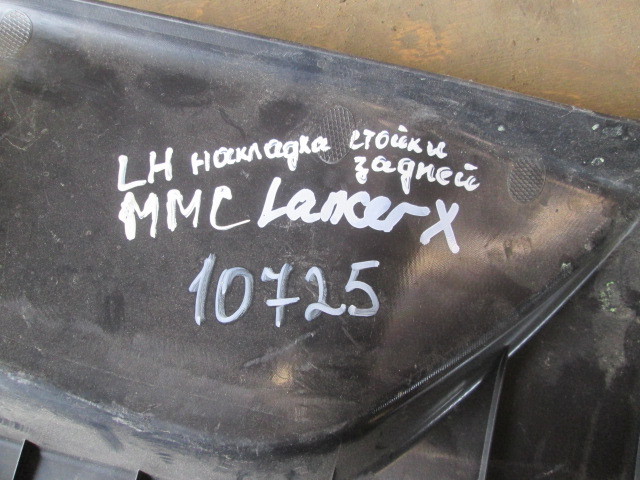 LH накладка стойки
задней
MMC Lancer X
10725